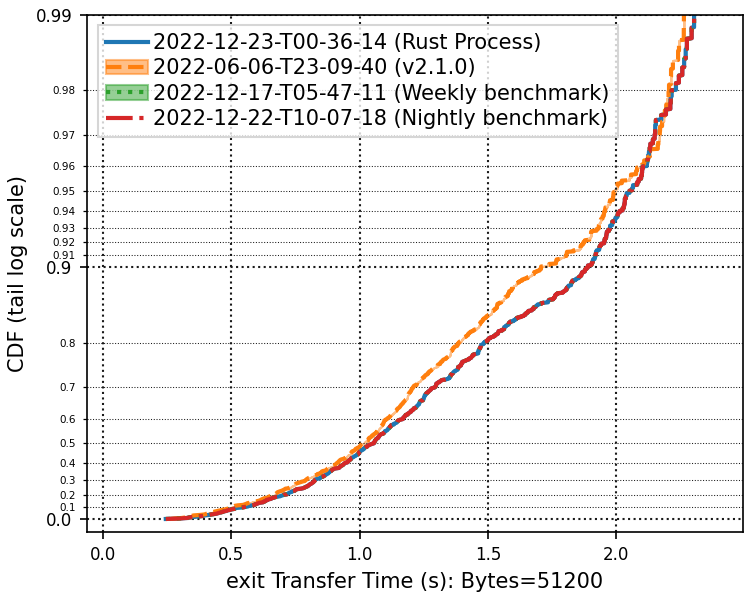 0.99
2022-12-23-T00-36-14 (Rust Process)
2022-06-06-T23-09-40 (v2.1.0)
2022-12-17-T05-47-11 (Weekly benchmark)
2022-12-22-T10-07-18 (Nightly benchmark)
0.98
0.97
0.96
0.95
0.94
0.93
0.92
0.91
0.9
0.8
0.7
0.6
0.5
0.4
0.3
0.2
0.1
0.0
CDF (tail log scale)
0.0 0.5 1.0 1.5 2.0
exit Transfer Time (s): Bytes=51200